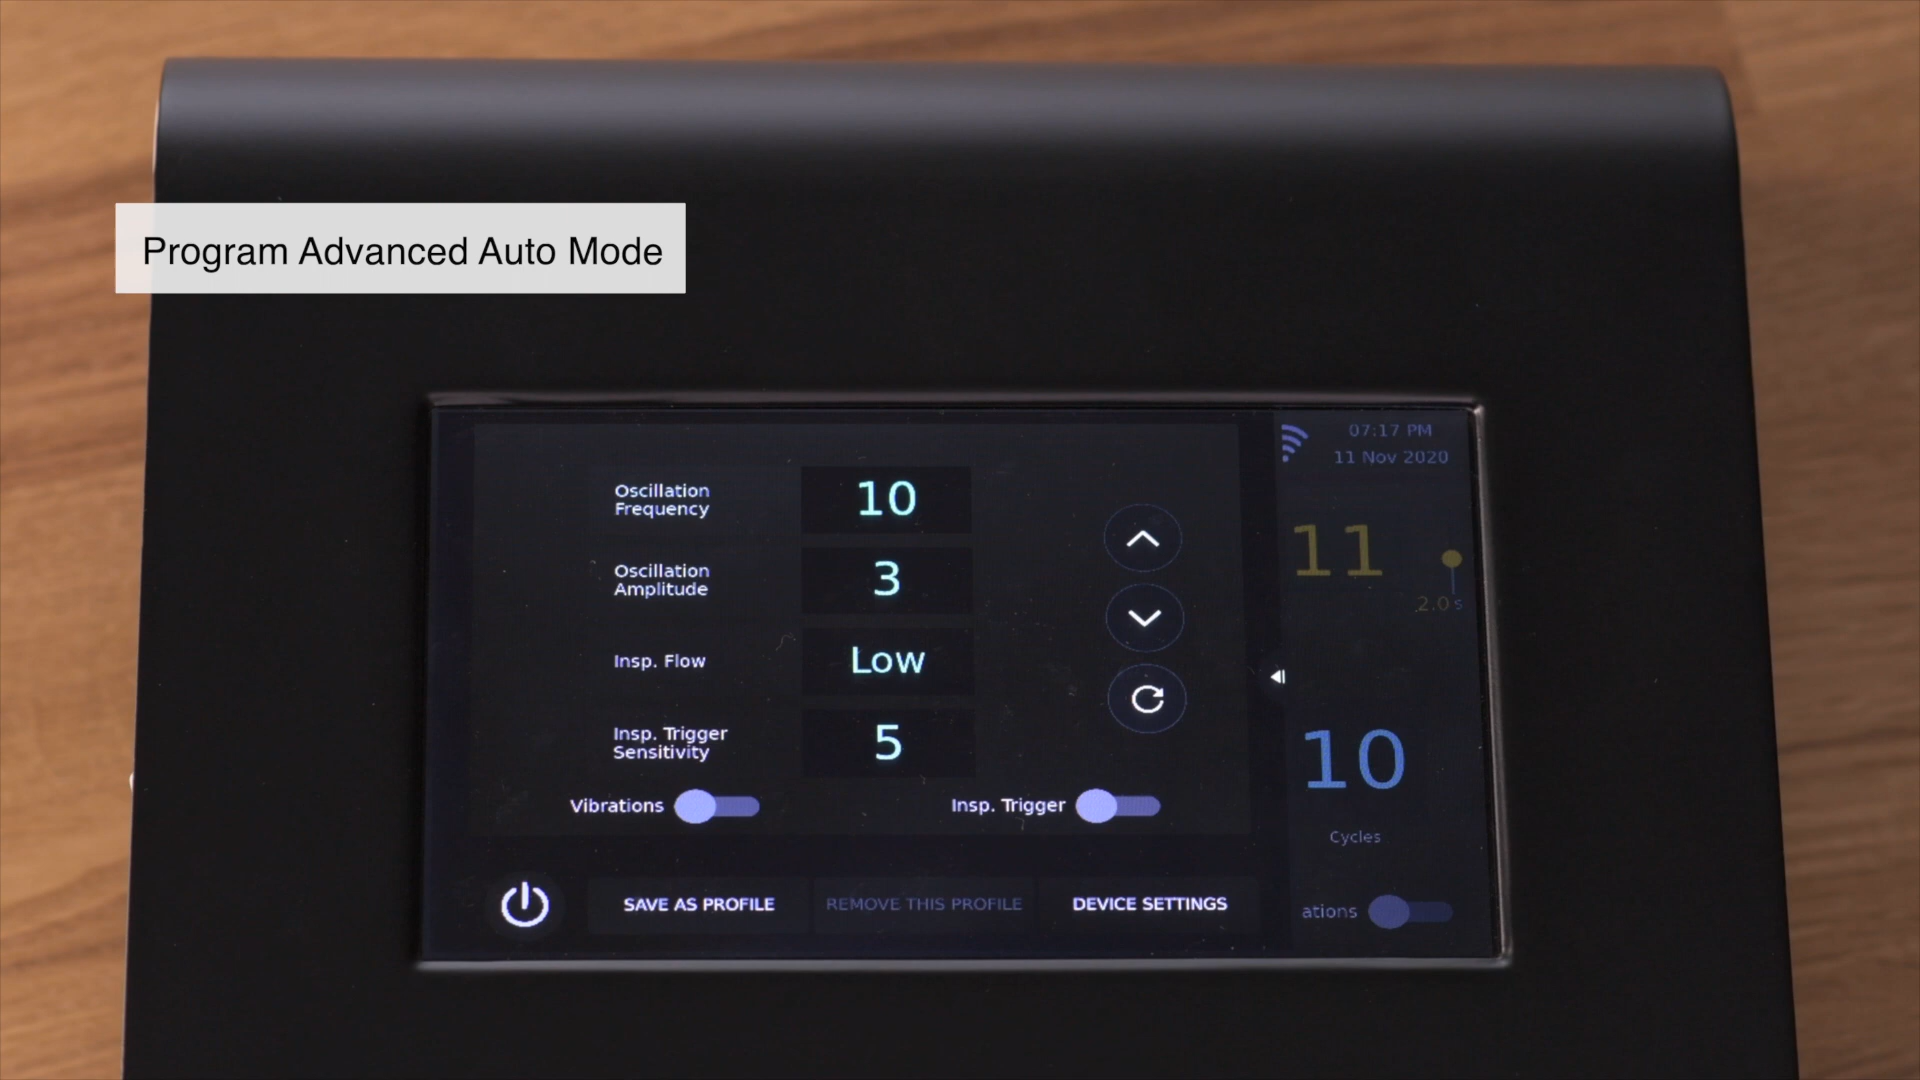 Program Advanced Auto Mode
07:17 PM
11 Nov 2020
Oscillation
Frequency
10
Oscillation
Amplitude
3
Insp. Flow
Low
Insp. Trigger
Sensitivity
5
Vibrations
Insp. Trigger
11
2.0 s
10
Cycles
ations
SAVE AS PROFILE
REMOVE THIS PROFILE
DEVICE SETTINGS